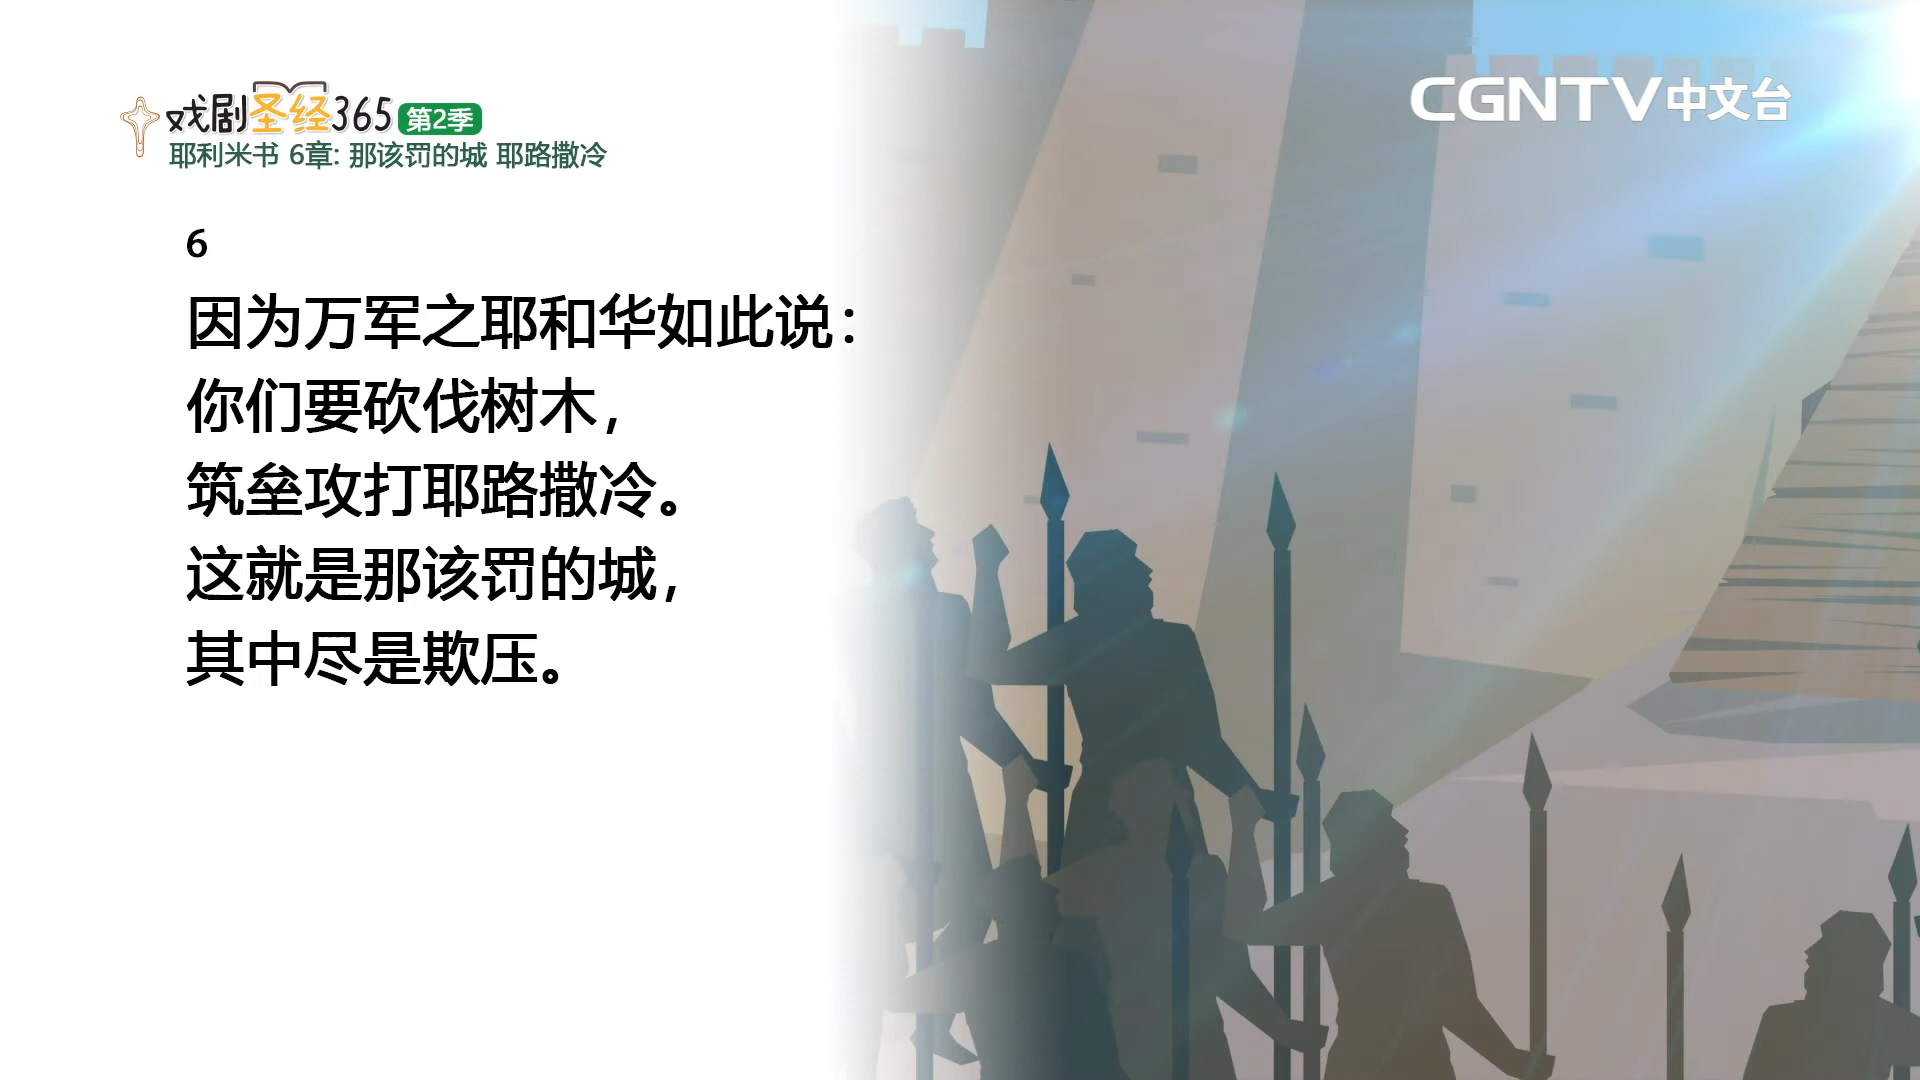 戏剧圣经365 第2季
耶利米书 6章: 那该罚的城 耶路撒冷
CGNTV中文台
6
因为万军之耶和华如此说：
你们要砍伐树木，
筑垒攻打耶路撒冷。
这就是那该罚的城，
其中尽是欺压。